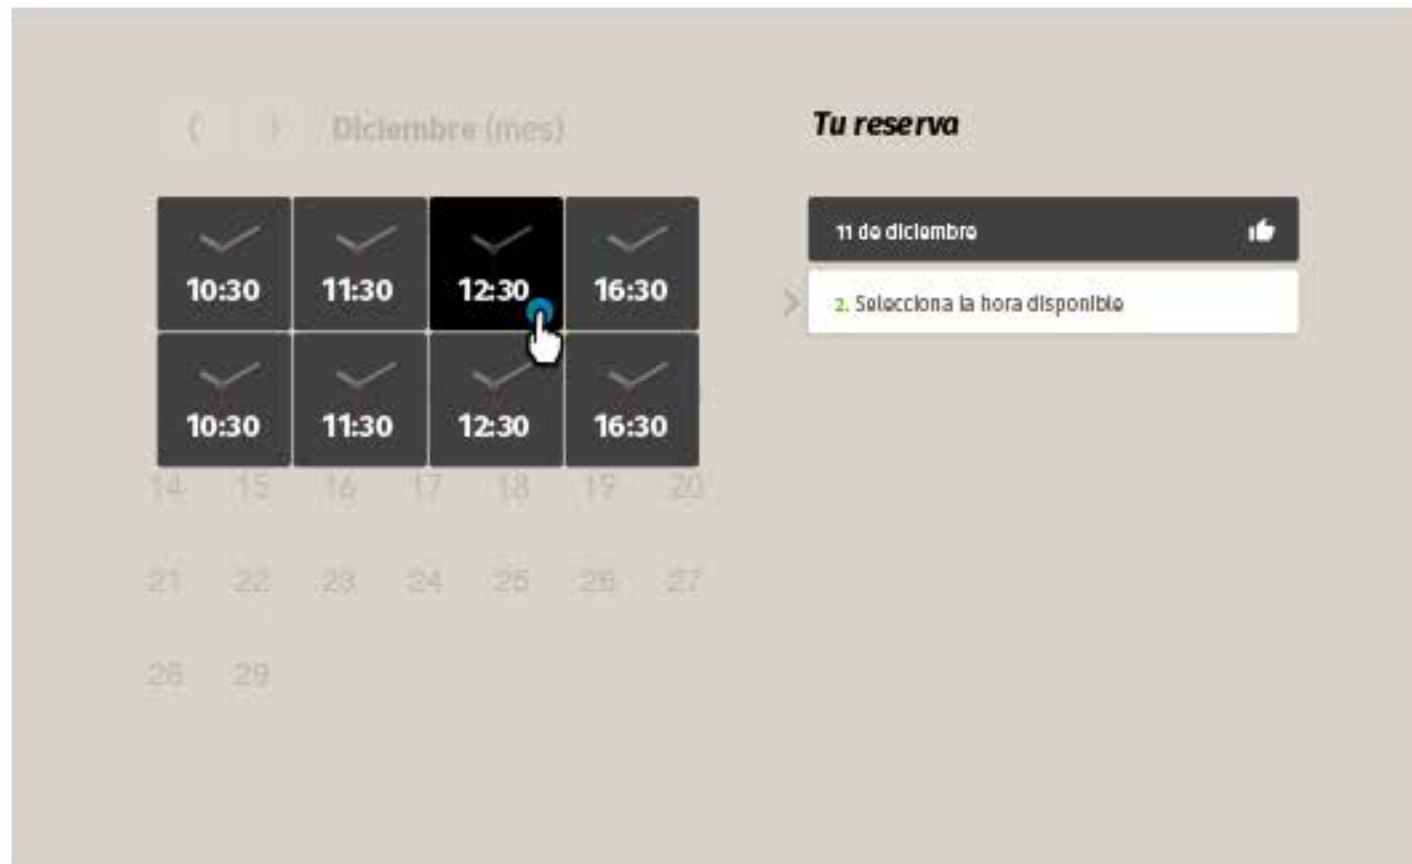 Diciembre (mes)
10:30 11:30 12:30 16:30
10:30 11:30 12:30 16:30
14 15 16 17 18 19 20
21 22 23 24 25 26 27
28 29
Tu reserva
11 de diciembre
2. Selecciona la hora disponible